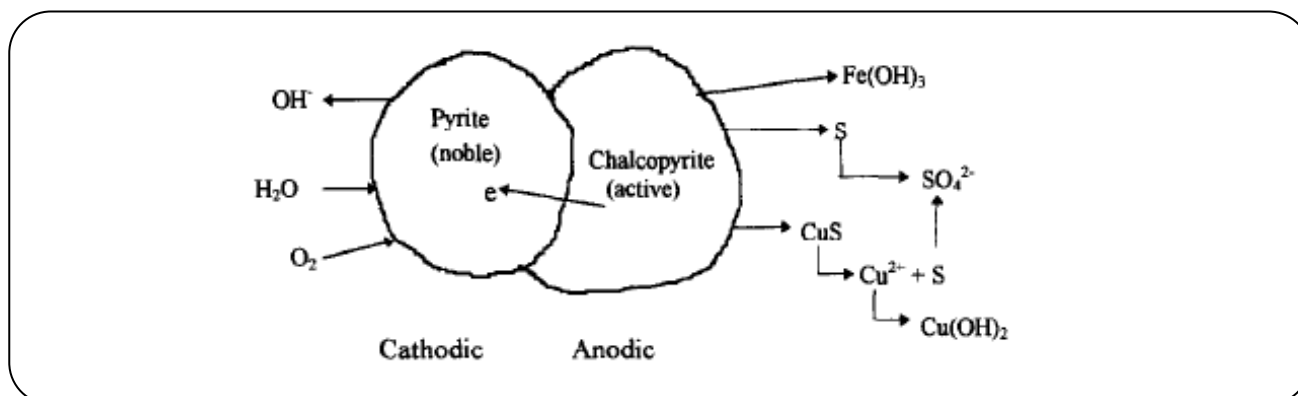 OH⁻
H₂O
O₂
Pyrite
(noble)
e
Chalcopyrite
(active)
Fe(OH)₃
S
SO₄²⁻
CuS
Cu²⁺ + S
Cu(OH)₂
Cathodic
Anodic